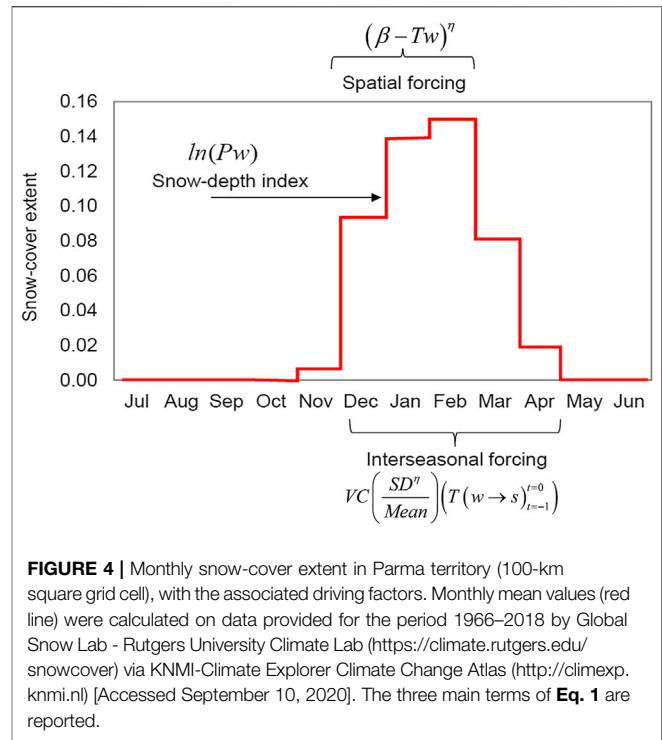 (β – Tw)^η
Spatial forcing
0.16
0.14
0.12
0.10
0.08
0.06
0.04
0.02
0.00
Snow-cover extent
ln(Pw)
Snow-depth index
Jul Aug Sep Oct Nov Dec Jan Feb Mar Apr May Jun
Interseasonal forcing
VC(SD^η/Mean)(T(w→s)^{t=0}_{t=–1})
FIGURE 4 | Monthly snow-cover extent in Parma territory (100-km
square grid cell), with the associated driving factors. Monthly mean values (red
line) were calculated on data provided for the period 1966–2018 by Global
Snow Lab - Rutgers University Climate Lab (https://climate.rutgers.edu/
snowcover) via KNMI-Climate Explorer Climate Change Atlas (http://climexp.
knmi.nl) [Accessed September 10, 2020]. The three main terms of Eq. 1 are
reported.